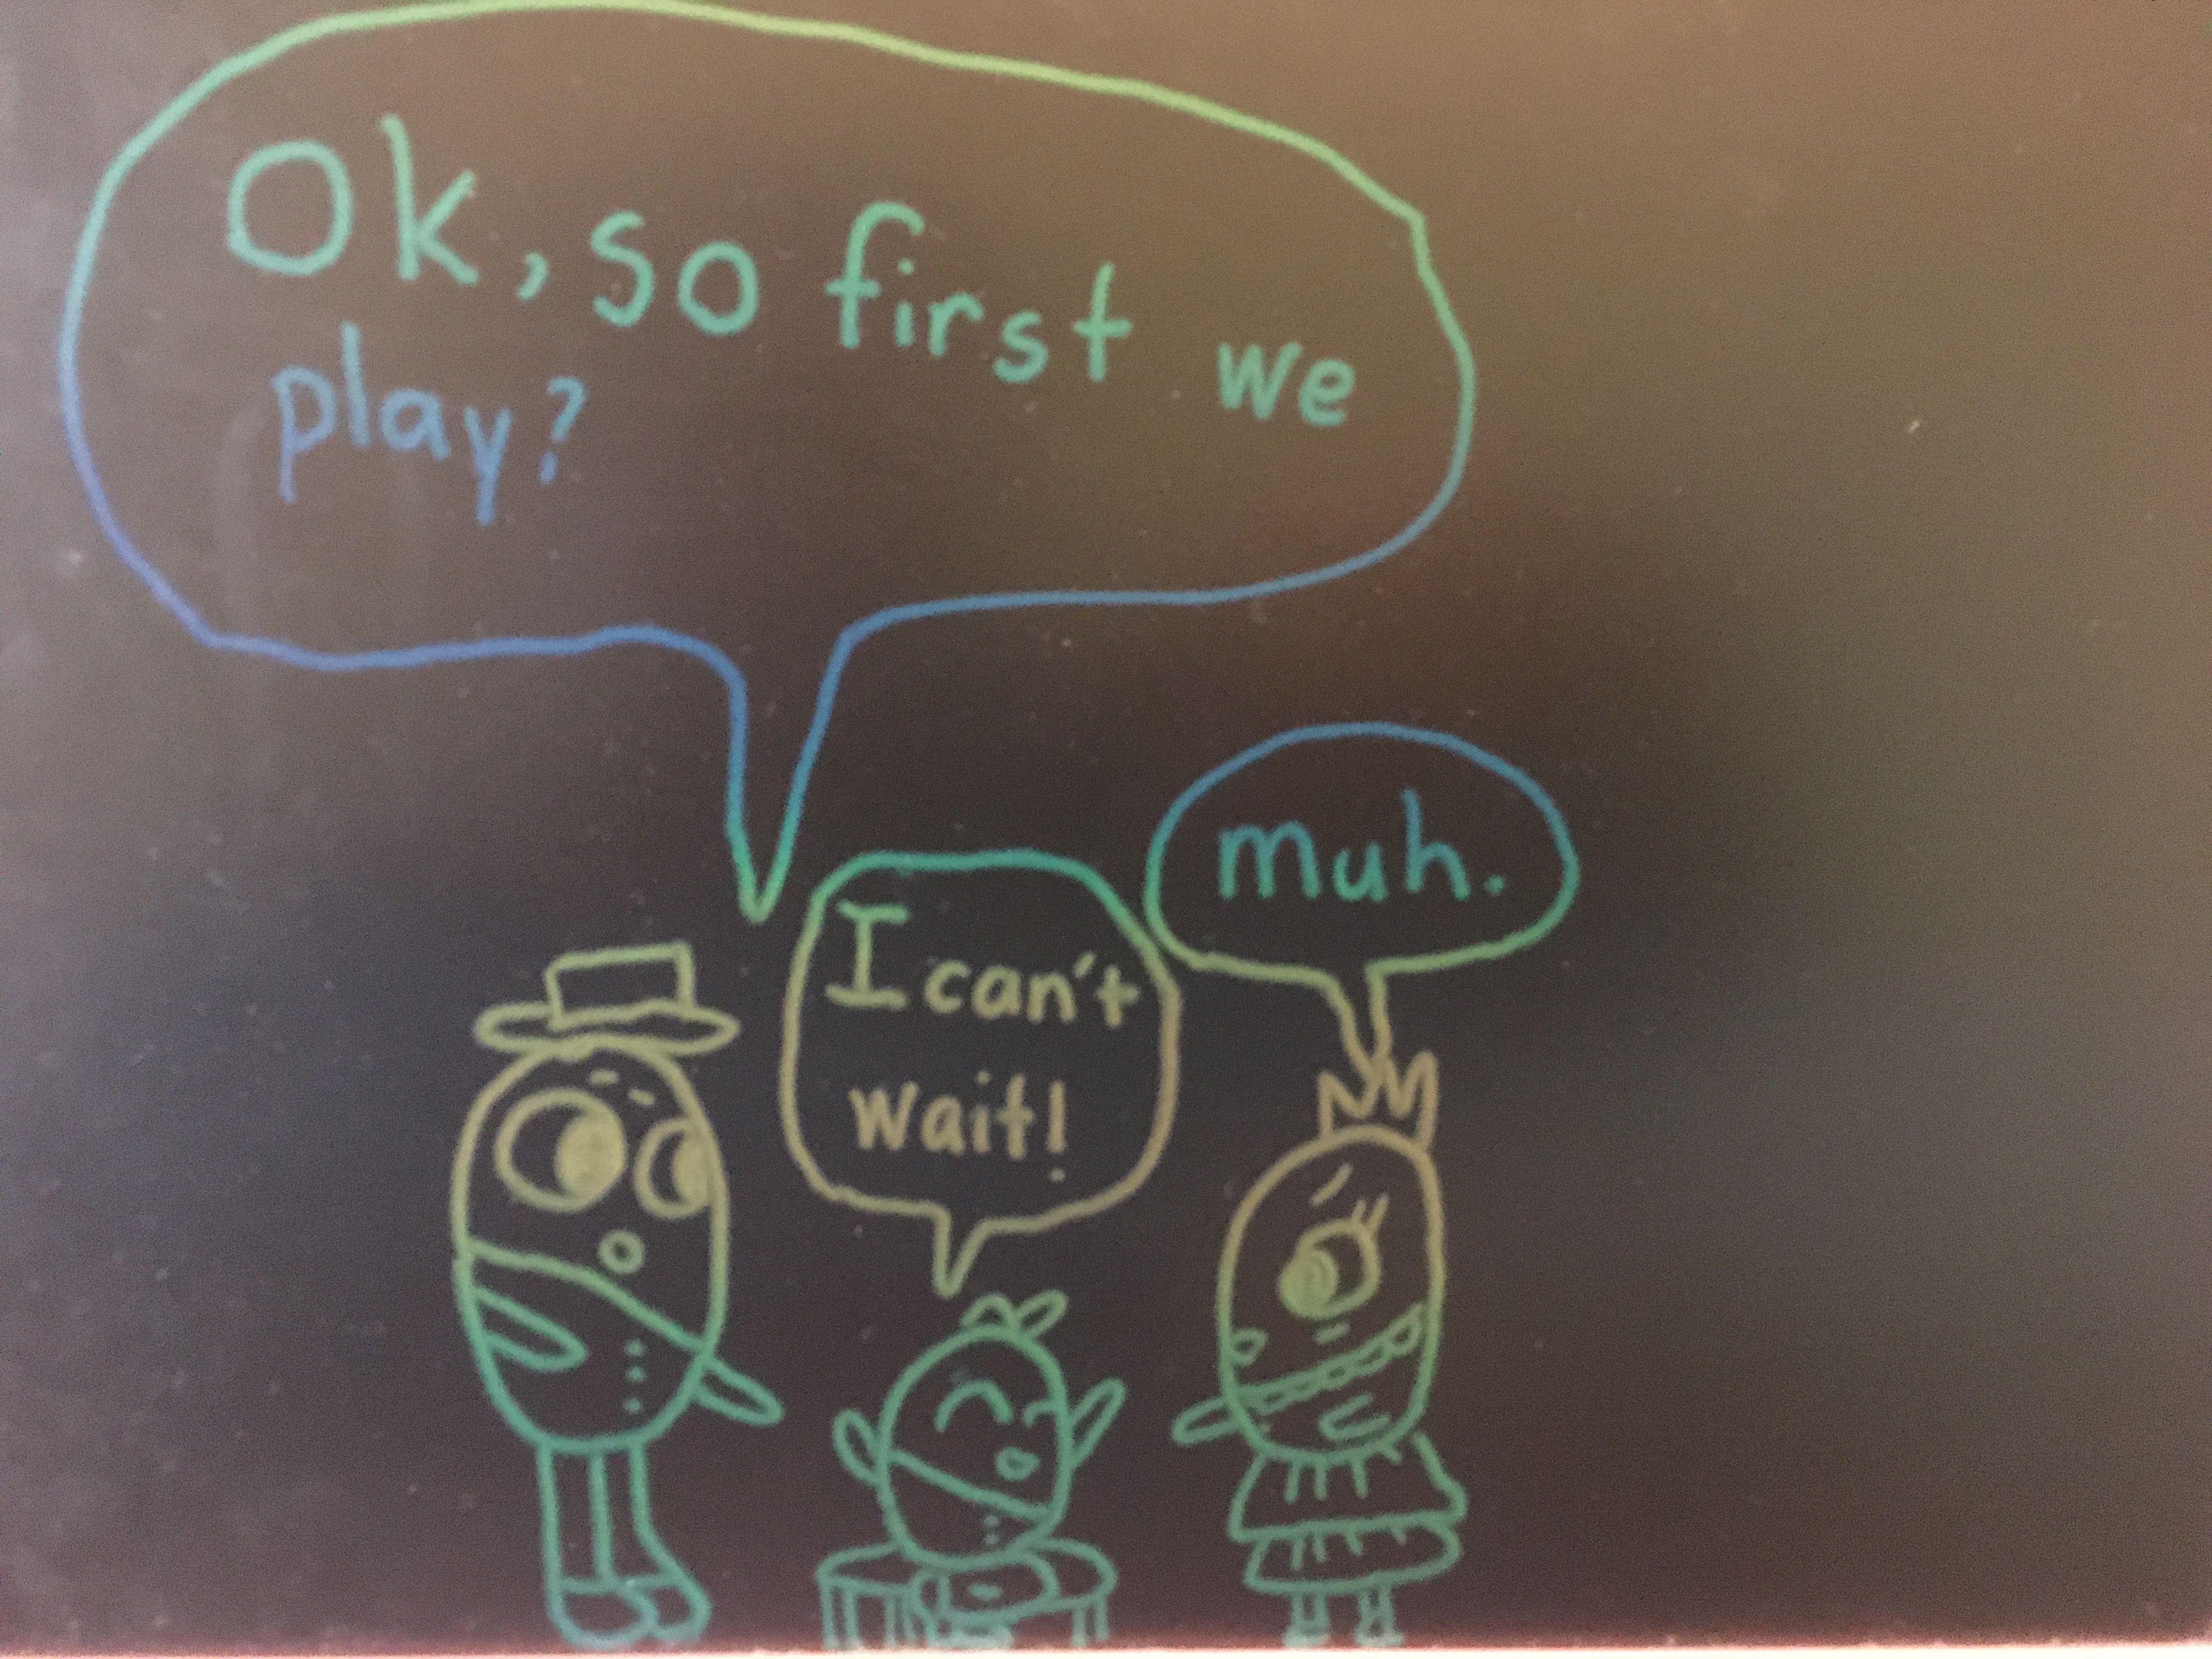 Ok, so first we
play?
I can't
wait!
muh.